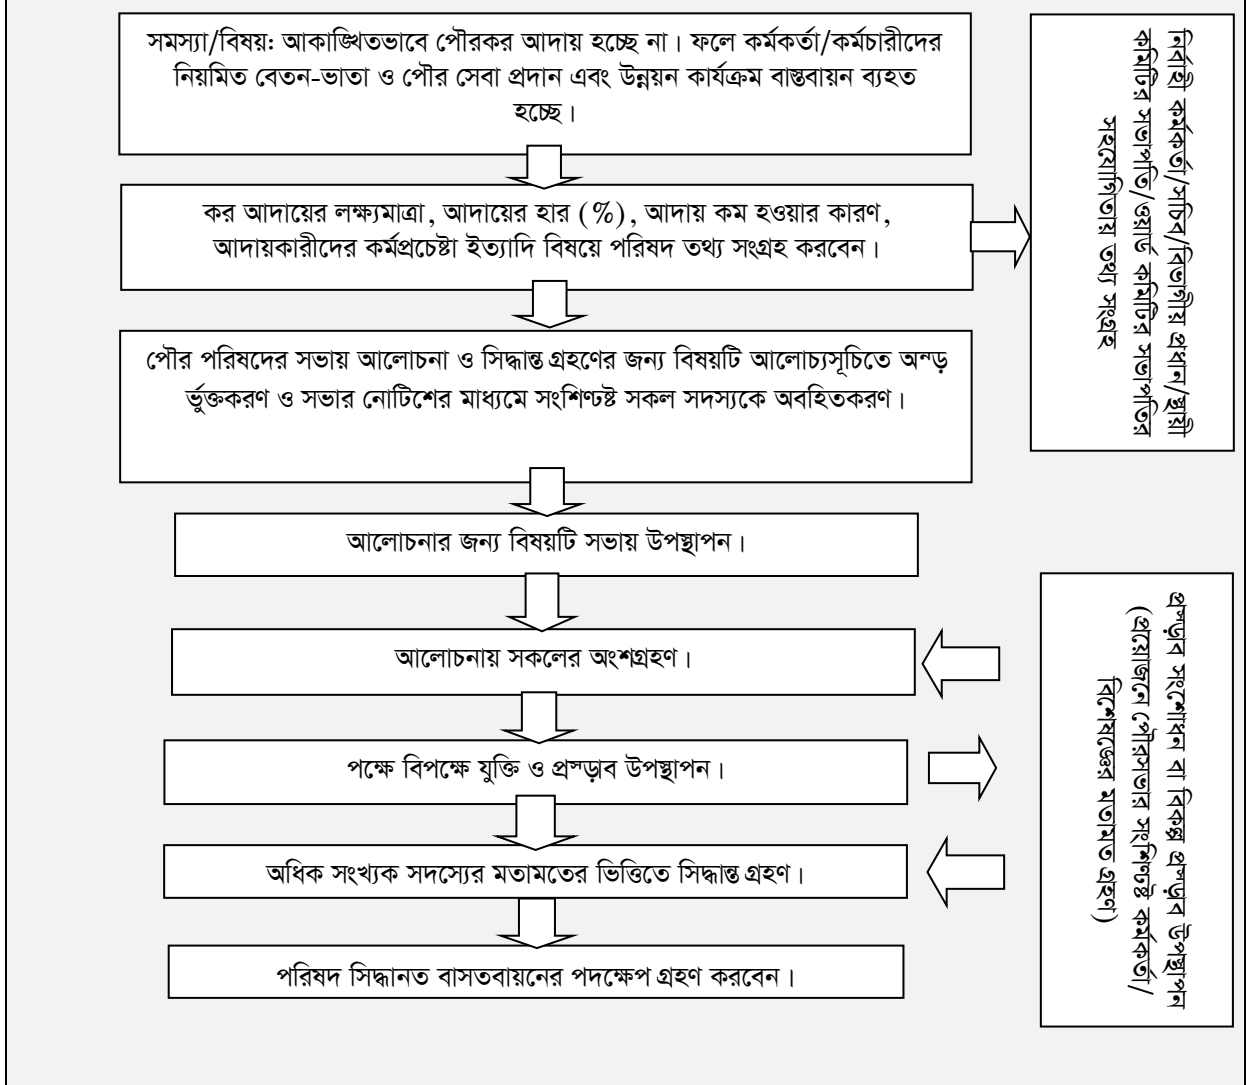 সমস্যা/বিষয়: আকাঙ্খিতভাবে পৌরকর আদায় হচ্ছে না। ফলে কর্মকর্তা/কর্মচারীদের
নিয়মিত বেতন-ভাতা ও পৌর সেবা প্রদান এবং উন্নয়ন কার্যক্রম বাস্তবায়ন ব্যহত
হচ্ছে।
কর আদায়ের লক্ষ্যমাত্রা, আদায়ের হার (%), আদায় কম হওয়ার কারণ,
আদায়কারীদের কর্মপ্রচেষ্টা ইত্যাদি বিষয়ে পরিষদ তথ্য সংগ্রহ করবেন।
নির্বাহী কর্মকর্তা/সচিব/বিভাগীয় প্রধান/স্থায়ী
কমিটির সভাপতি/ওয়ার্ড কমিটির সভাপতির
সহযোগিতার তথ্য সংগ্রহ
পৌর পরিষদের সভায় আলোচনা ও সিদ্ধান্ত গ্রহণের জন্য বিষয়টি আলোচ্যসূচিতে অন্ড়
র্ভুক্তকরণ ও সভার নোটিশের মাধ্যমে সংশিণ্ডষ্ট সকল সদস্যকে অবহিতকরণ।
আলোচনার জন্য বিষয়টি সভায় উপস্থাপন।
আলোচনায় সকলের অংশগ্রহণ।
পক্ষে বিপক্ষে যুক্তি ও প্রস্ড়াব উপস্থাপন।
অধিক সংখ্যক সদস্যের মতামতের ভিত্তিতে সিদ্ধান্ত গ্রহণ।
পরিষদ সিদ্ধানত বাসতবায়নের পদক্ষেপ গ্রহণ করবেন।
প্রস্ড়াব সংশোধন বা বিকল্প প্রস্ড়াব উপস্থাপন
(প্রয়োজনে পৌরসভার সংশিণ্ডষ্ট কর্মকর্তা/
বিশেষজ্ঞের মতামত গ্রহণ)